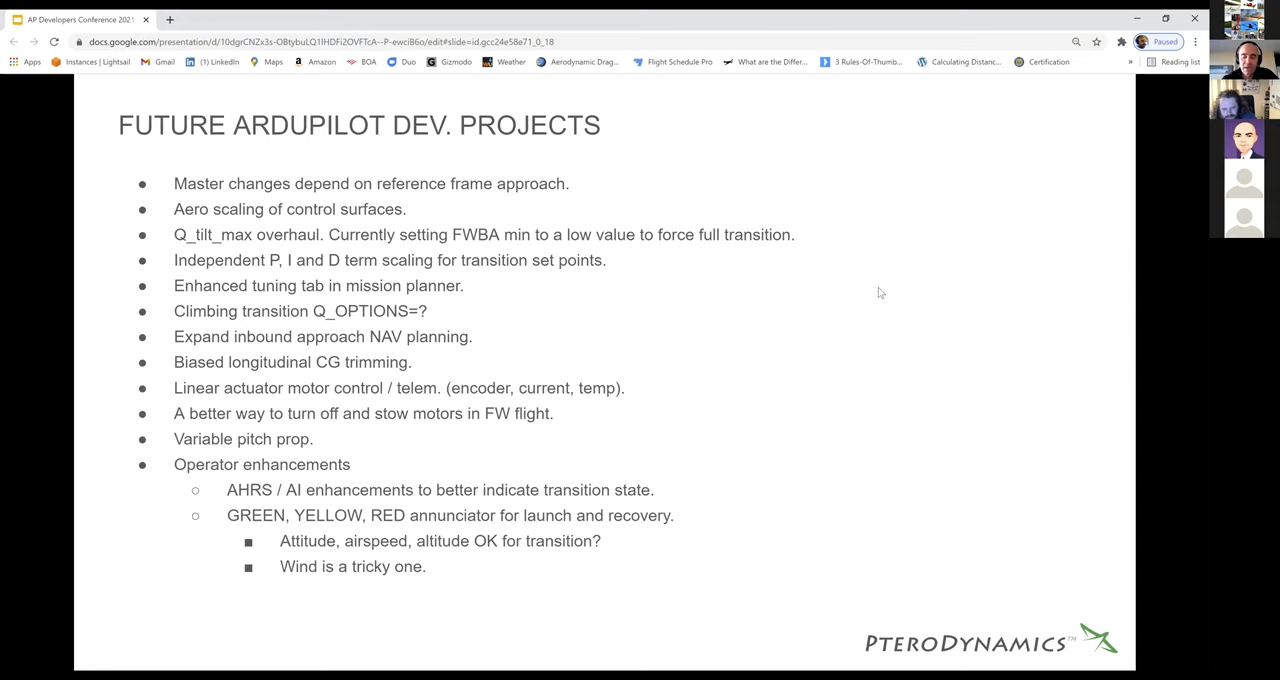 AP Developers Conference 2021
docs.google.com/presentation/d/10dgrCNZx3s-OBtybuLQ1IHDFi2OVFTcA--P-ewciB6o/edit#slide=id.gcc24e58e71_0_18
Paused
Apps
Instances | Lightsail
Gmail
(1) LinkedIn
Maps
Amazon
BOA
Duo
Gizmodo
Weather
Aerodynamic Drag...
Flight Schedule Pro
What are the Differ...
3 Rules-Of-Thumb...
Calculating Distanc...
Certification
»
Reading list
FUTURE ARDUPILOT DEV. PROJECTS
● Master changes depend on reference frame approach.
● Aero scaling of control surfaces.
● Q_tilt_max overhaul. Currently setting FWBA min to a low value to force full transition.
● Independent P, I and D term scaling for transition set points.
● Enhanced tuning tab in mission planner.
● Climbing transition Q_OPTIONS=?
● Expand inbound approach NAV planning.
● Biased longitudinal CG trimming.
● Linear actuator motor control / telem. (encoder, current, temp).
● A better way to turn off and stow motors in FW flight.
● Variable pitch prop.
● Operator enhancements
○ AHRS / AI enhancements to better indicate transition state.
○ GREEN, YELLOW, RED annunciator for launch and recovery.
■ Attitude, airspeed, altitude OK for transition?
■ Wind is a tricky one.
PTERODYNAMICS™